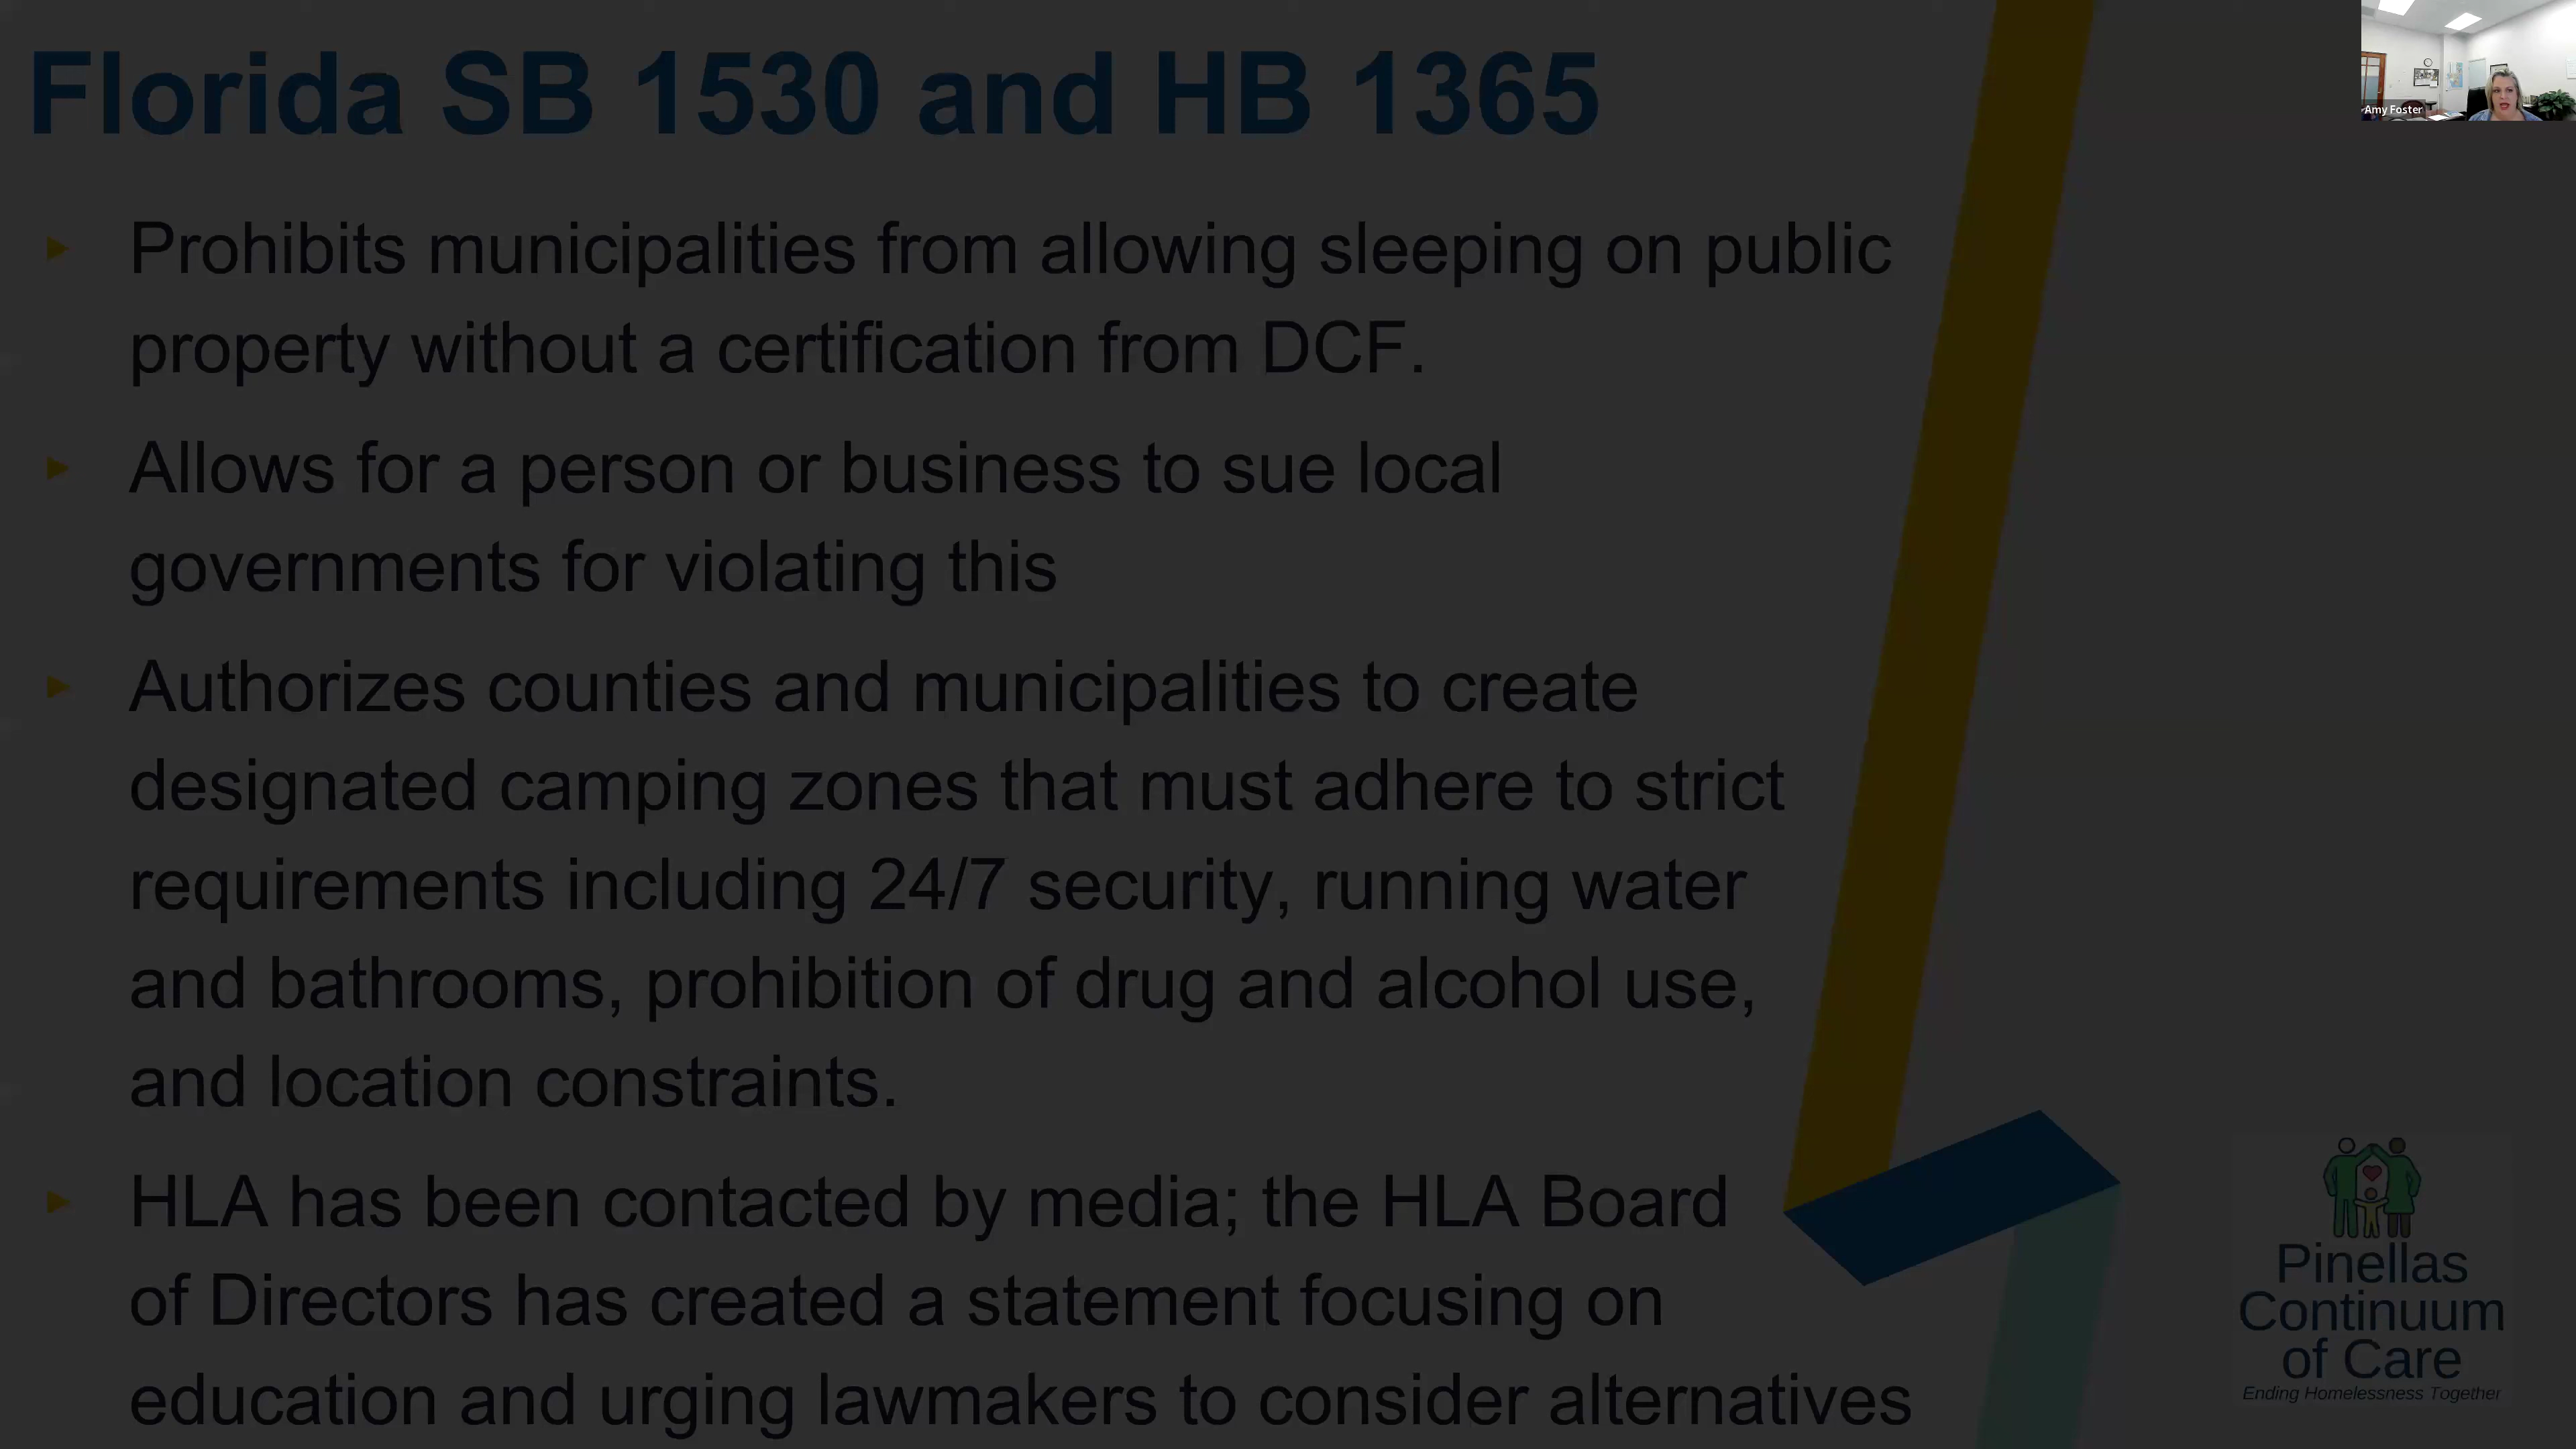 Florida SB 1530 and HB 1365
Amy Foster
Prohibits municipalities from allowing sleeping on public
property without a certification from DCF.
Allows for a person or business to sue local
governments for violating this
Authorizes counties and municipalities to create
designated camping zones that must adhere to strict
requirements including 24/7 security, running water
and bathrooms, prohibition of drug and alcohol use,
and location constraints.
HLA has been contacted by media; the HLA Board
of Directors has created a statement focusing on
education and urging lawmakers to consider alternatives
Pinellas
Continuum
of Care
Ending Homelessness Together